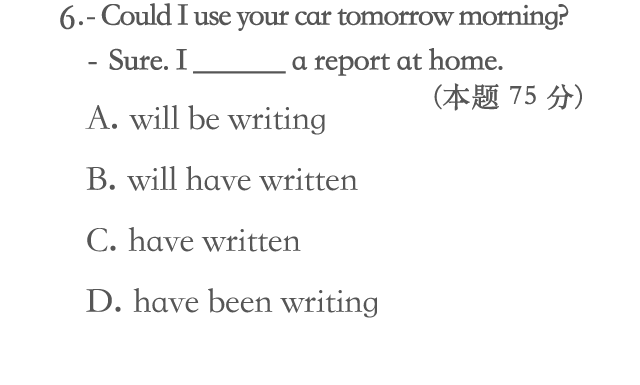 6.- Could I use your car tomorrow morning?
- Sure. I ______ a report at home.
(本题 75 分)
A. will be writing
B. will have written
C. have written
D. have been writing